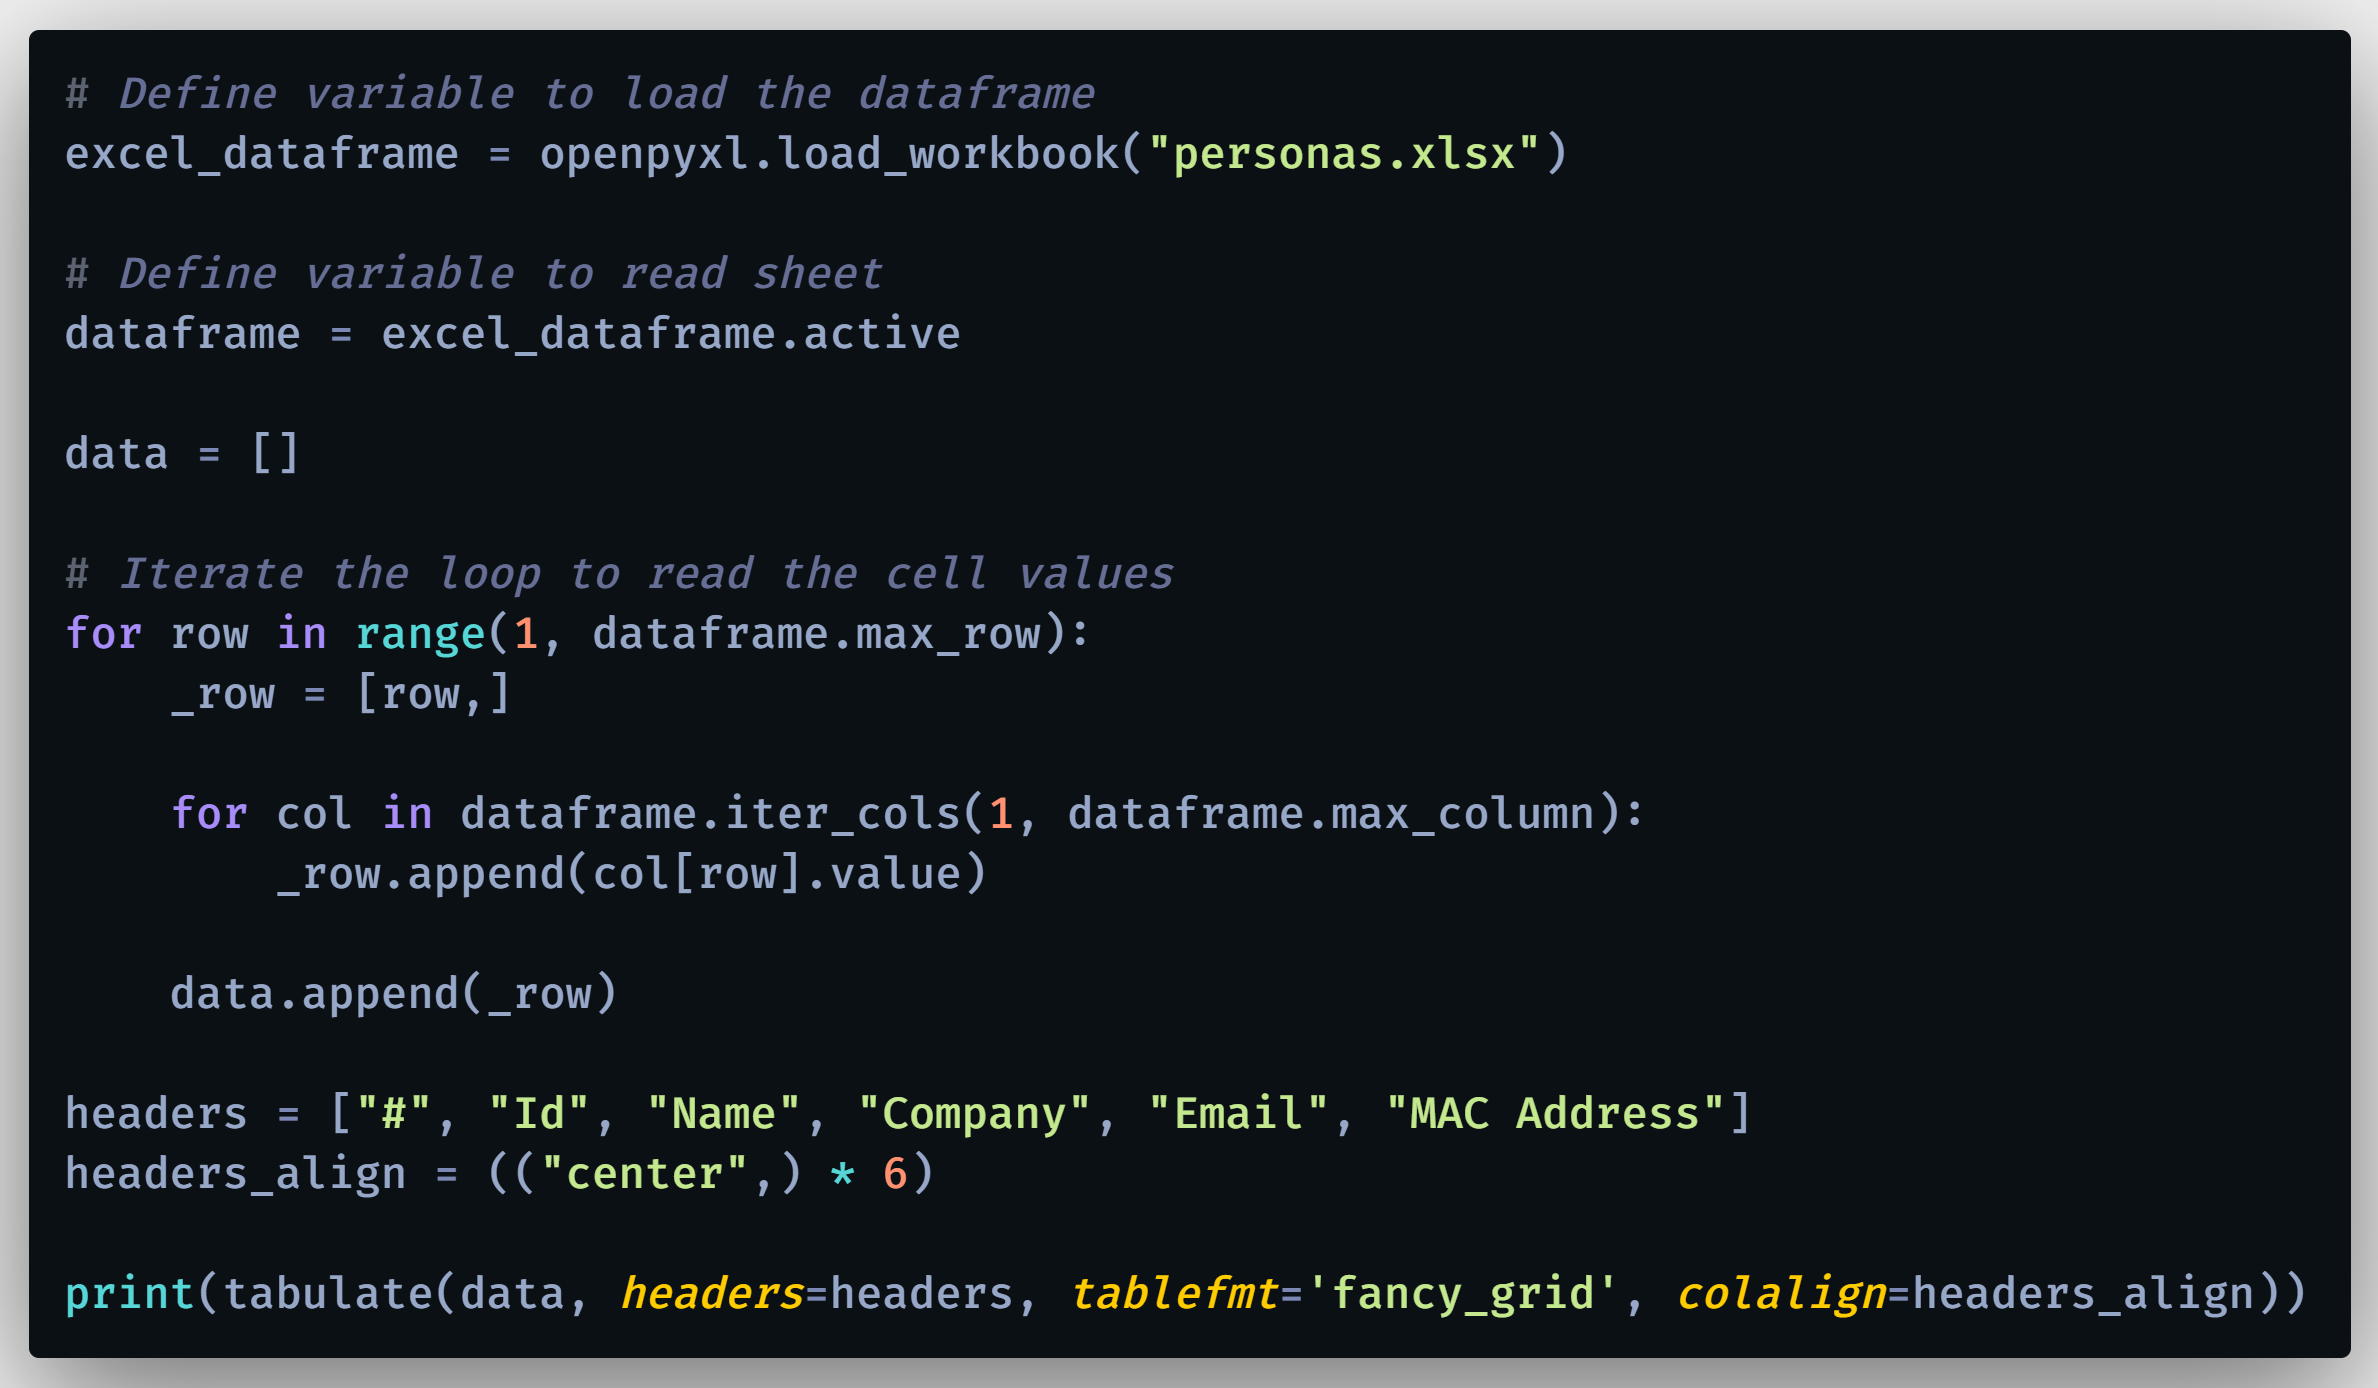 # Define variable to load the dataframe
excel_dataframe = openpyxl.load_workbook("personas.xlsx")
# Define variable to read sheet
dataframe = excel_dataframe.active
data = []
# Iterate the loop to read the cell values
for row in range(1, dataframe.max_row):
    _row = [row,]
    for col in dataframe.iter_cols(1, dataframe.max_column):
        _row.append(col[row].value)
    data.append(_row)
headers = ["#", "Id", "Name", "Company", "Email", "MAC Address"]
headers_align = (("center",) * 6)
print(tabulate(data, headers=headers, tablefmt='fancy_grid', colalign=headers_align))